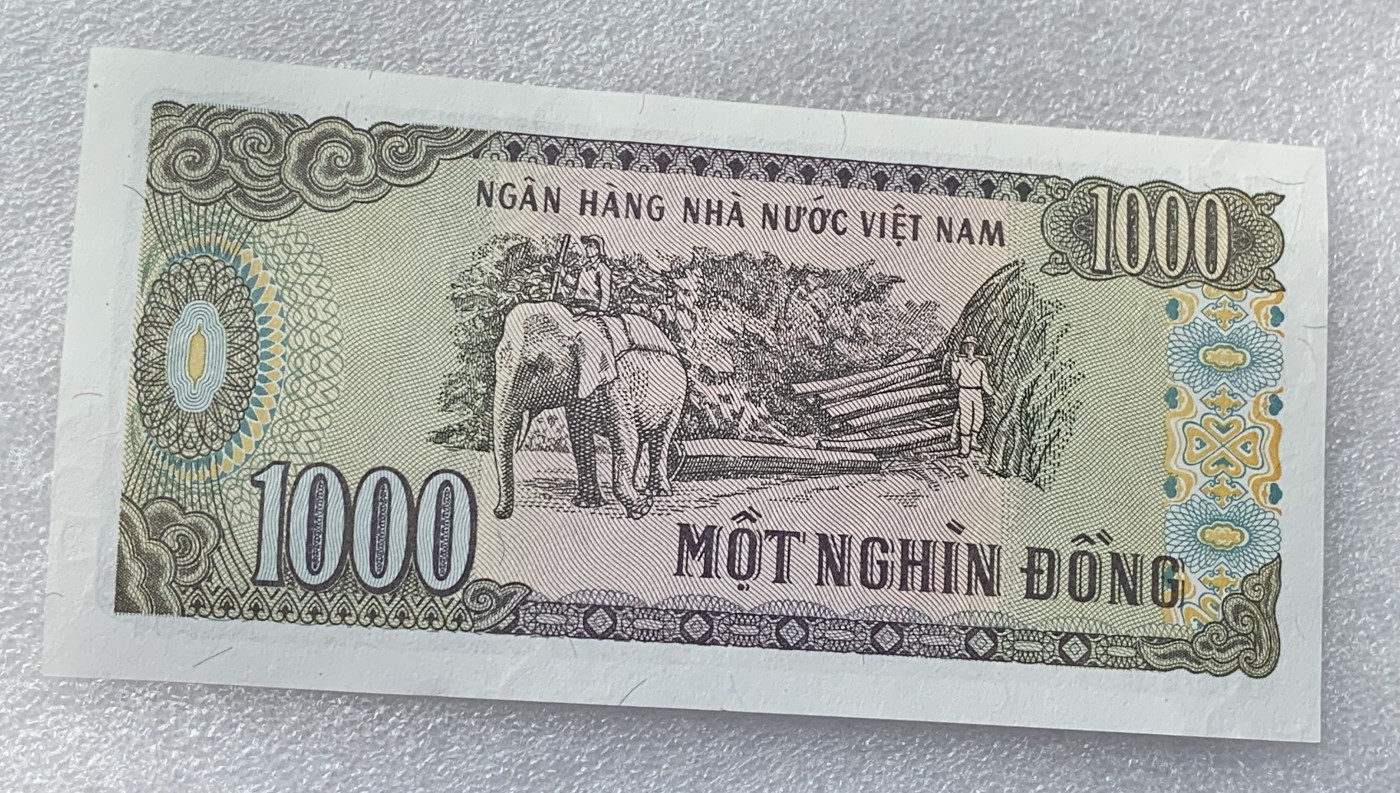 NGÂN HÀNG NHÀ NƯỚC VIỆT NAM
1000
1000
MỘT NGHÌN ĐỒNG